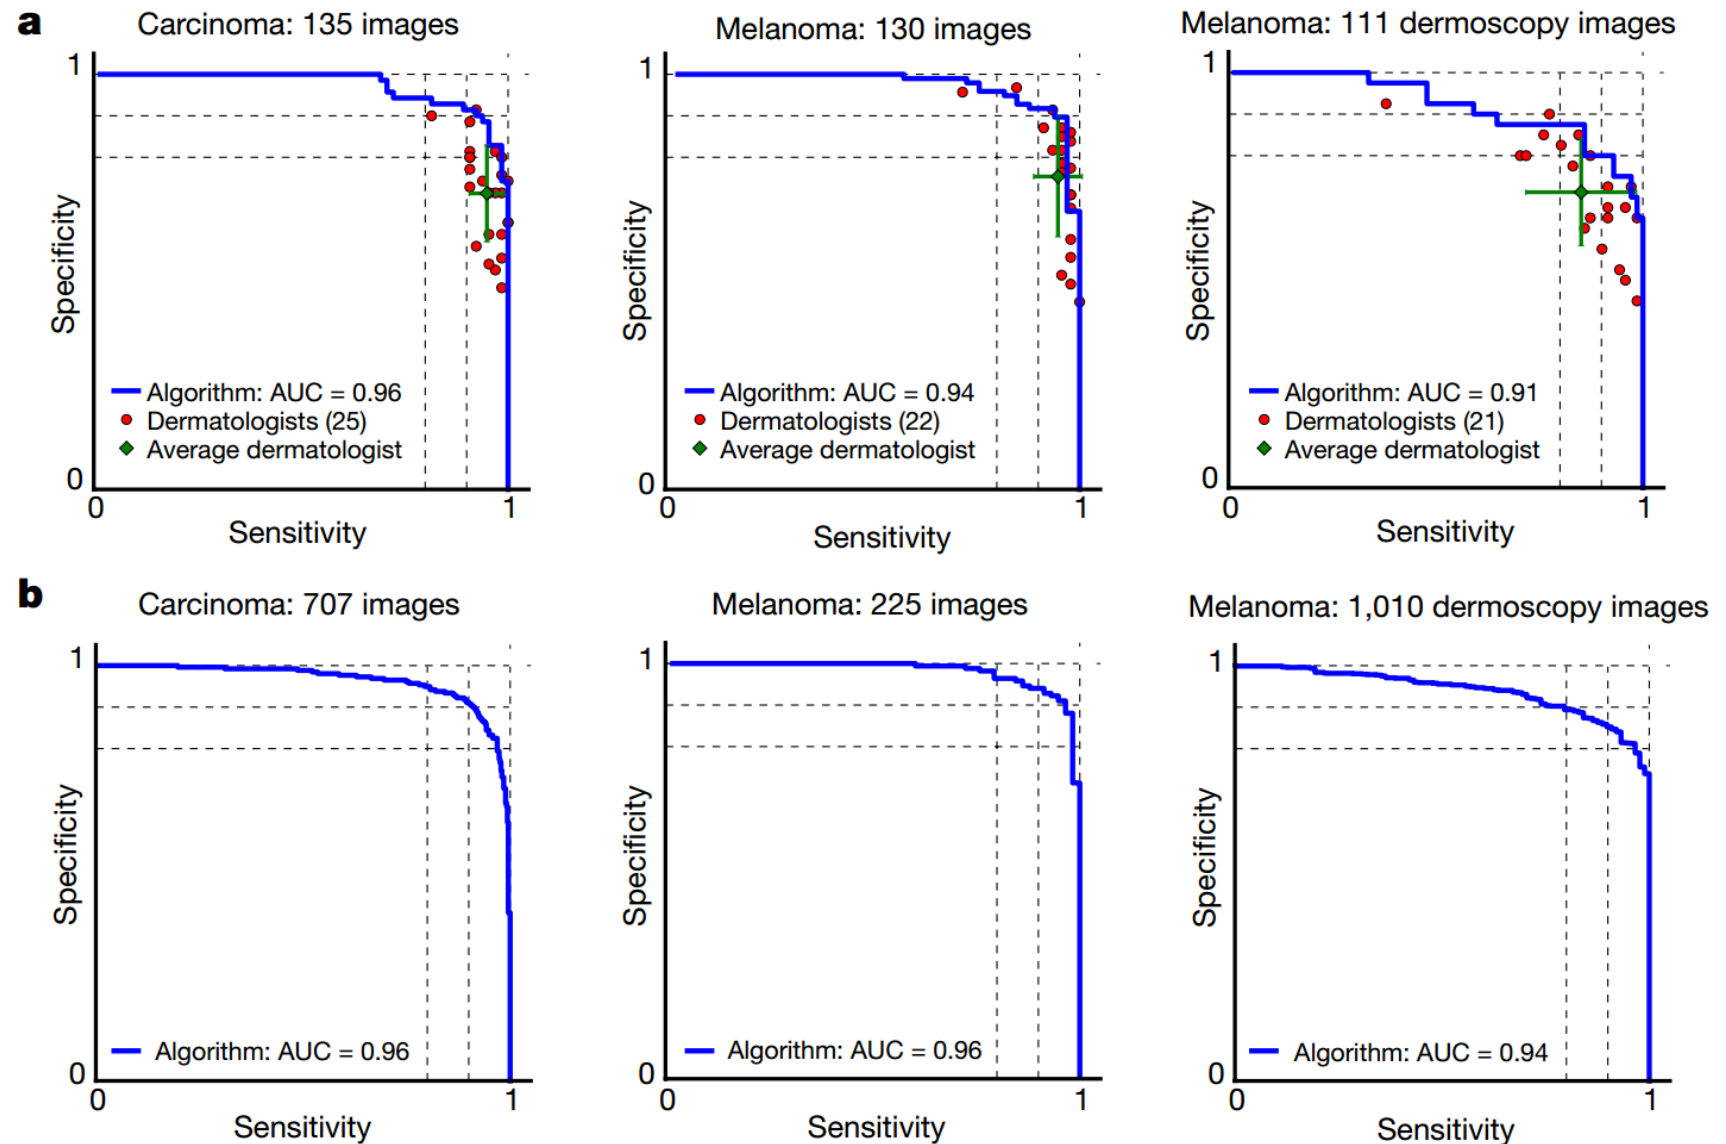 a
Carcinoma: 135 images
1
Specificity
Algorithm: AUC = 0.96
Dermatologists (25)
Average dermatologist
0
0
1
Sensitivity
Melanoma: 130 images
1
Specificity
Algorithm: AUC = 0.94
Dermatologists (22)
Average dermatologist
0
0
1
Sensitivity
Melanoma: 111 dermoscopy images
1
Specificity
Algorithm: AUC = 0.91
Dermatologists (21)
Average dermatologist
0
0
1
Sensitivity
b
Carcinoma: 707 images
1
Specificity
Algorithm: AUC = 0.96
0
0
1
Sensitivity
Melanoma: 225 images
1
Specificity
Algorithm: AUC = 0.96
0
0
1
Sensitivity
Melanoma: 1,010 dermoscopy images
1
Specificity
Algorithm: AUC = 0.94
0
0
1
Sensitivity